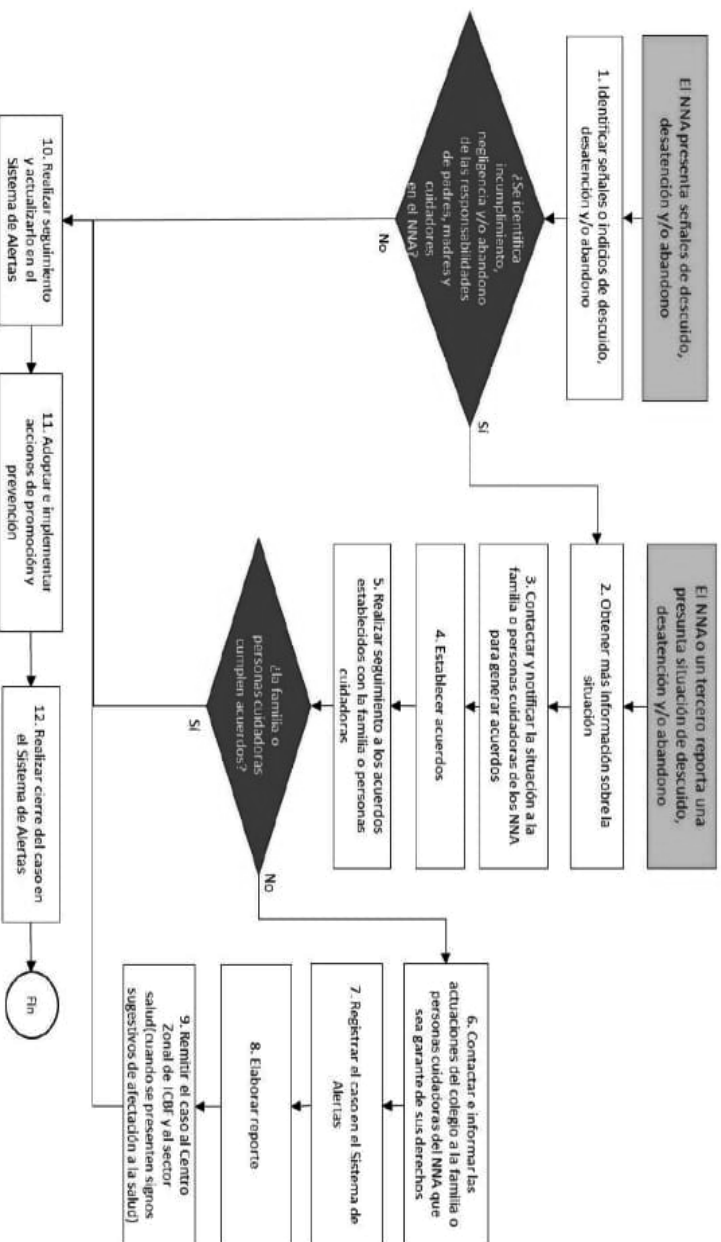 El NNA presenta señales de descuido,
desatención y/o abandono
1. Identificar señales o indicios de descuido,
desatención y/o abandono
¿Se identifica
incumplimiento,
negligencia y/o abandono
de las responsabilidades
de padres, madres y
cuidadores
en el NNA?
Sí
No
El NNA o un tercero reporta una
presunta situación de descuido,
desatención y/o abandono
2. Obtener más información sobre la
situación
3. Contactar y notificar la situación a la
familia o personas cuidadoras de los NNA
para generar acuerdos
4. Establecer acuerdos
5. Realizar seguimiento a los acuerdos
establecidos con la familia o personas
cuidadoras
¿la familia o
personas cuidadoras
cumplen acuerdos?
No
Sí
6. Contactar e informar las
actuaciones del colegio a la familia o
personas cuidadoras del NNA que
sea garante de sus derechos
7. Registrar el caso en el Sistema de
Alertas
8. Elaborar reporte
9. Remitir el caso al Centro
Zonal de ICBF y al sector
salud(cuando se presenten signos
sugestivos de afectación a la salud)
10. Realizar seguimiento
y actualizarlo en el
Sistema de Alertas
11. Adoptar e implementar
acciones de promoción y
prevención
12. Realizar cierre del caso en
el Sistema de Alertas
Fin